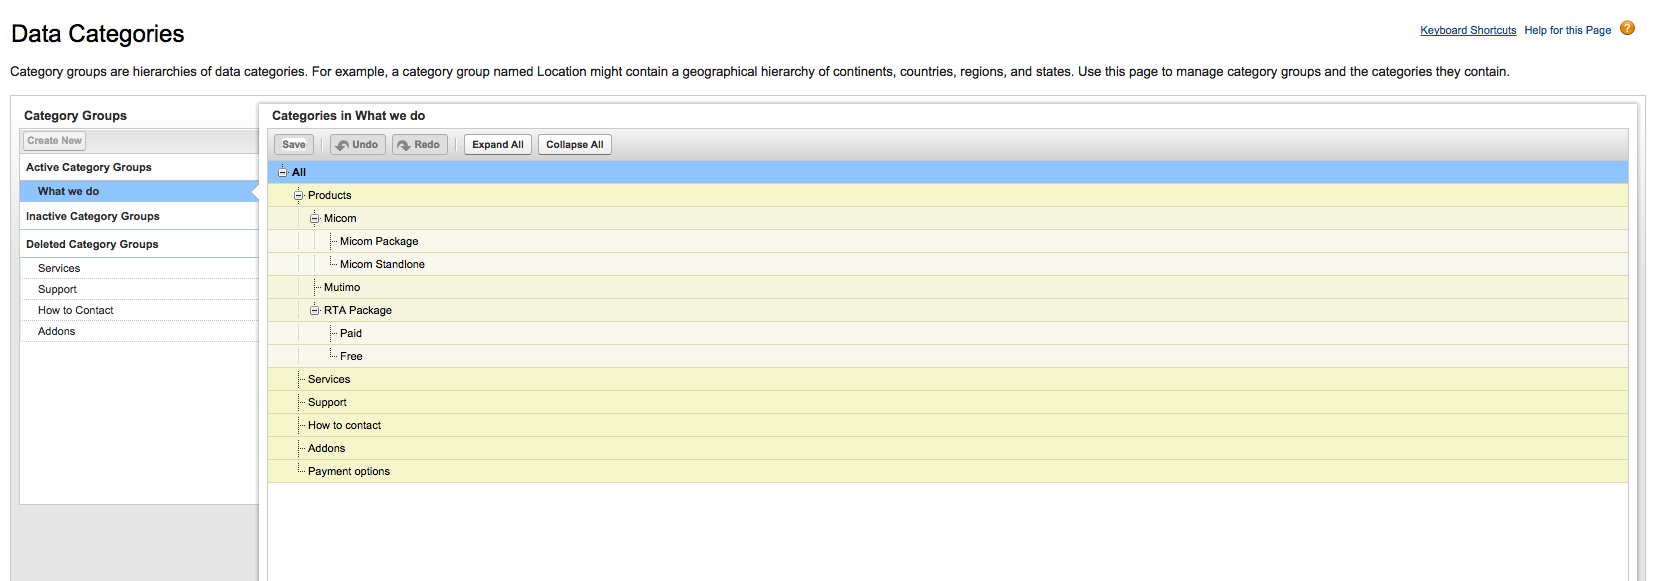 Data Categories
Keyboard Shortcuts Help for this Page ?
Category groups are hierarchies of data categories. For example, a category group named Location might contain a geographical hierarchy of continents, countries, regions, and states. Use this page to manage category groups and the categories they contain.
Category Groups
Create New
Active Category Groups
What we do
Inactive Category Groups
Deleted Category Groups
Services
Support
How to Contact
Addons
Categories in What we do
Save Undo Redo Expand All Collapse All
All
Products
Micom
Micom Package
Micom Standlone
Mutimo
RTA Package
Paid
Free
Services
Support
How to contact
Addons
Payment options